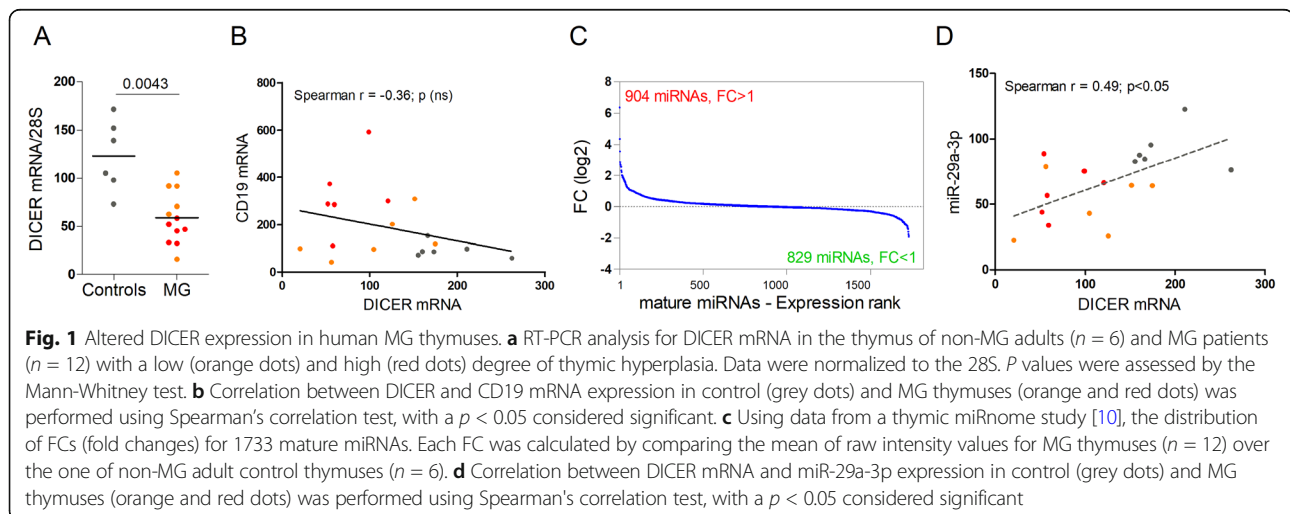 A
B
C
D
DICER mRNA/28S
200
150
100
50
0
0.0043
Controls MG
CD19 mRNA
800
600
400
200
0
Spearman r = -0.36; p (ns)
0 100 200 300
DICER mRNA
FC (log2)
8
6
4
2
0
-2
-4
904 miRNAs, FC>1
829 miRNAs, FC<1
1 500 1000 1500
mature miRNAs - Expression rank
miR-29a-3p
150
100
50
0
Spearman r = 0.49; p<0.05
0 100 200 300
DICER mRNA
Fig. 1 Altered DICER expression in human MG thymuses. a RT-PCR analysis for DICER mRNA in the thymus of non-MG adults (n = 6) and MG patients
(n = 12) with a low (orange dots) and high (red dots) degree of thymic hyperplasia. Data were normalized to the 28S. P values were assessed by the
Mann-Whitney test. b Correlation between DICER and CD19 mRNA expression in control (grey dots) and MG thymuses (orange and red dots) was
performed using Spearman's correlation test, with a p < 0.05 considered significant. c Using data from a thymic miRnome study [10], the distribution
of FCs (fold changes) for 1733 mature miRNAs. Each FC was calculated by comparing the mean of raw intensity values for MG thymuses (n = 12) over
the one of non-MG adult control thymuses (n = 6). d Correlation between DICER mRNA and miR-29a-3p expression in control (grey dots) and MG
thymuses (orange and red dots) was performed using Spearman's correlation test, with a p < 0.05 considered significant